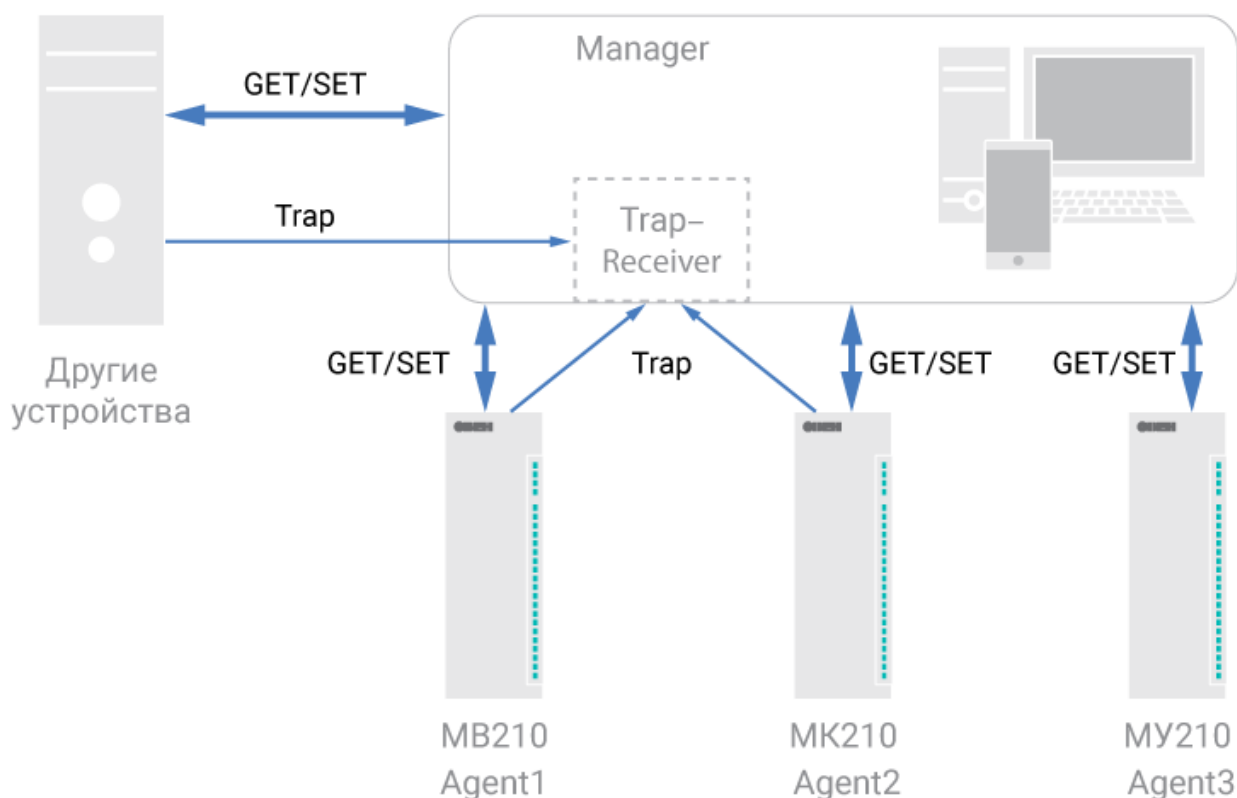 Manager
GET/SET
Trap
Trap–
Receiver
Другие
устройства
GET/SET
Trap
GET/SET
GET/SET
МВ210
Agent1
МК210
Agent2
МУ210
Agent3